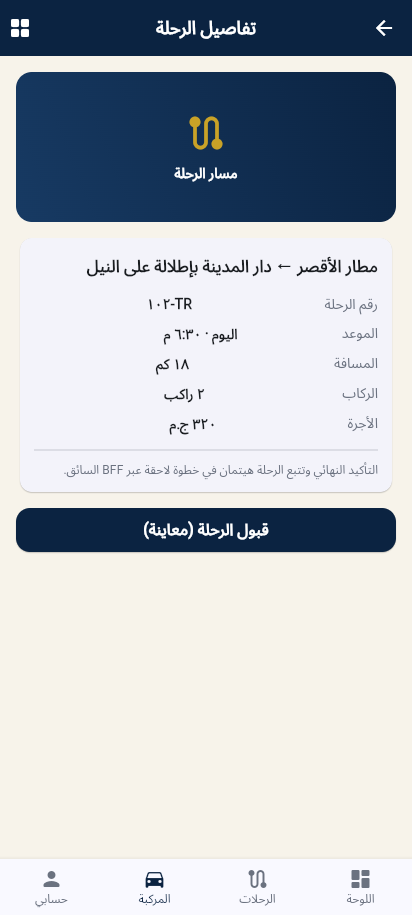 تفاصيل الرحلة
مسار الرحلة
مطار الأقصر ← دار المدينة بإطلالة على النيل
رقم الرحلة TR-١٠٢
الموعد اليوم · ٦:٣٠ م
المسافة ١٨ كم
الركاب ٢ راكب
الأجرة ٣٢٠ ج.م
التأكيد النهائي وتتبع الرحلة هيتمان في خطوة لاحقة عبر BFF السائق.
قبول الرحلة (معاينة)
اللوحة الرحلات المركبة حسابي